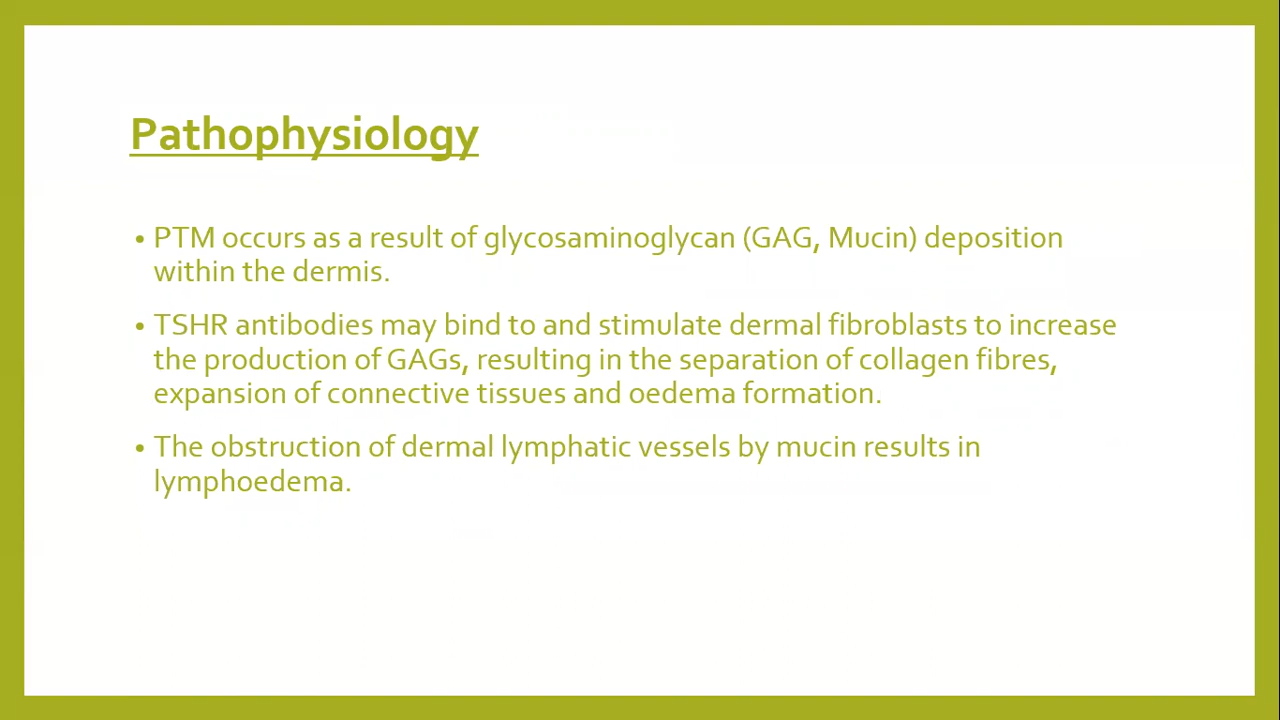 Pathophysiology
• PTM occurs as a result of glycosaminoglycan (GAG, Mucin) deposition
within the dermis.
• TSHR antibodies may bind to and stimulate dermal fibroblasts to increase
the production of GAGs, resulting in the separation of collagen fibres,
expansion of connective tissues and oedema formation.
• The obstruction of dermal lymphatic vessels by mucin results in
lymphoedema.